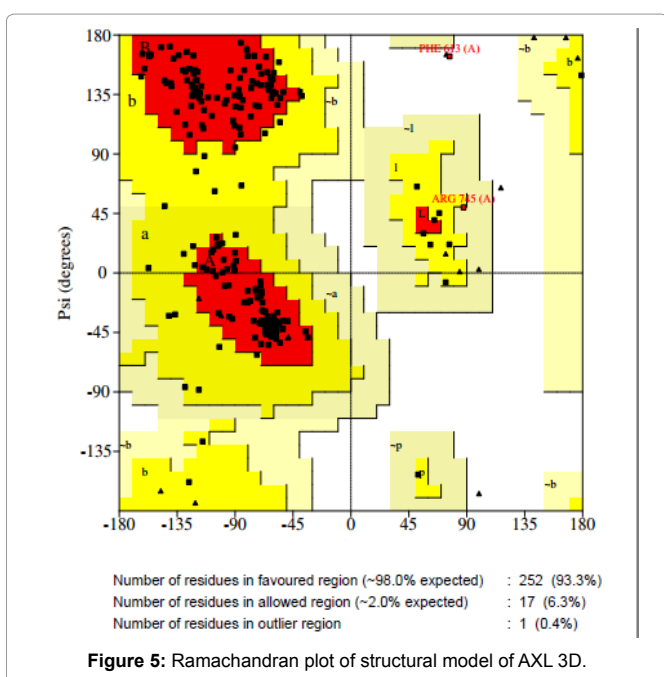 180
135
90
45
0
-45
-90
-135
Psi (degrees)
B
b
~b
PHE 6 3 (A)
~b
b
~l
l
ARG 745 (A)
L
a
A
~a
~b
b
~p
p
~b
-180 -135 -90 -45 0 45 90 135 180
Number of residues in favoured region (~98.0% expected) : 252 (93.3%)
Number of residues in allowed region (~2.0% expected) : 17 (6.3%)
Number of residues in outlier region : 1 (0.4%)
Figure 5: Ramachandran plot of structural model of AXL 3D.